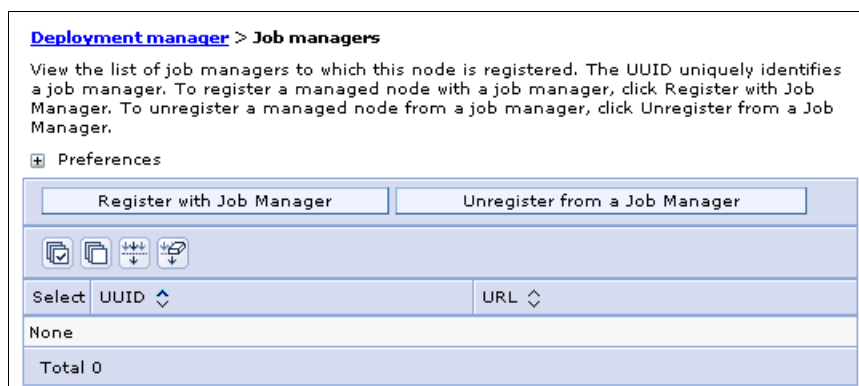 Deployment manager > Job managers
View the list of job managers to which this node is registered. The UUID uniquely identifies
a job manager. To register a managed node with a job manager, click Register with Job
Manager. To unregister a managed node from a job manager, click Unregister from a Job
Manager.
Preferences
Register with Job Manager Unregister from a Job Manager
Select UUID URL
None
Total 0